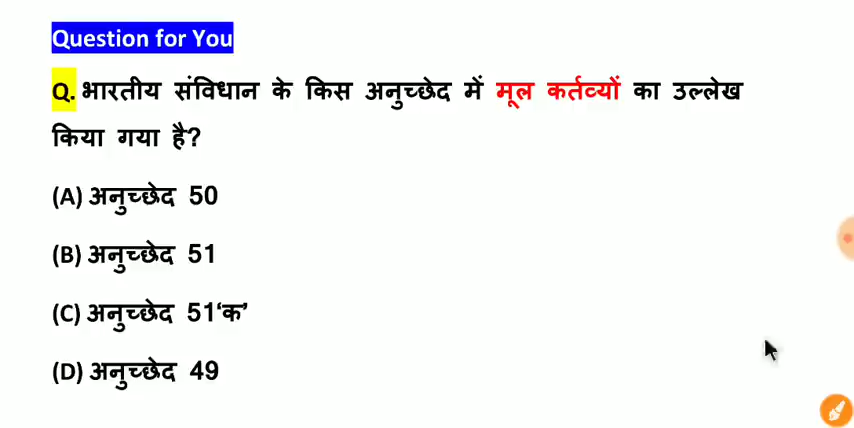 Question for You
Q. भारतीय संविधान के किस अनुच्छेद में मूल कर्तव्यों का उल्लेख
किया गया है?
(A) अनुच्छेद 50
(B) अनुच्छेद 51
(C) अनुच्छेद 51‘क’
(D) अनुच्छेद 49